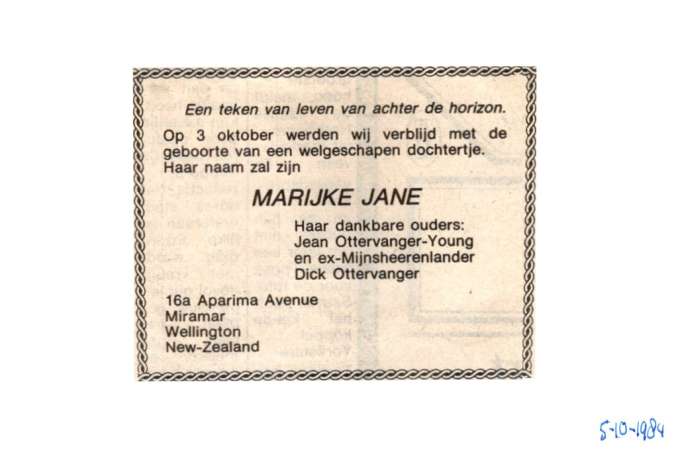 Een teken van leven van achter de horizon.
Op 3 oktober werden wij verblijd met de
geboorte van een welgeschapen dochtertje.
Haar naam zal zijn
MARIJKE JANE
Haar dankbare ouders:
Jean Ottervanger-Young
en ex-Mijnsheerenlander
Dick Ottervanger
16a Aparima Avenue
Miramar
Wellington
New-Zealand
5-10-1984